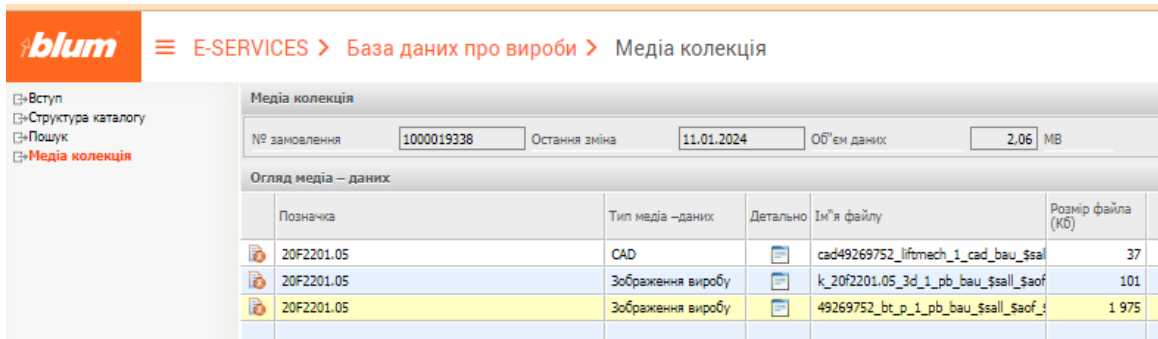 blum
E-SERVICES > База даних про вироби > Медіа колекція
Вступ
Структура каталогу
Пошук
Медіа колекція
Медіа колекція
№ замовлення 1000019338 Остання зміна 11.01.2024 Об"єм даних 2,06 MB
Огляд медіа – даних
Позначка Тип медіа –даних Детально Ім"я файлу Розмір файла (Кб)
20F2201.05 CAD cad49269752_liftmech_1_cad_bau_$sal 37
20F2201.05 Зображення виробу k_20f2201.05_3d_1_pb_bau_$sall_$aof 101
20F2201.05 Зображення виробу 49269752_bt_p_1_pb_bau_$sall_$aof_$ 1 975